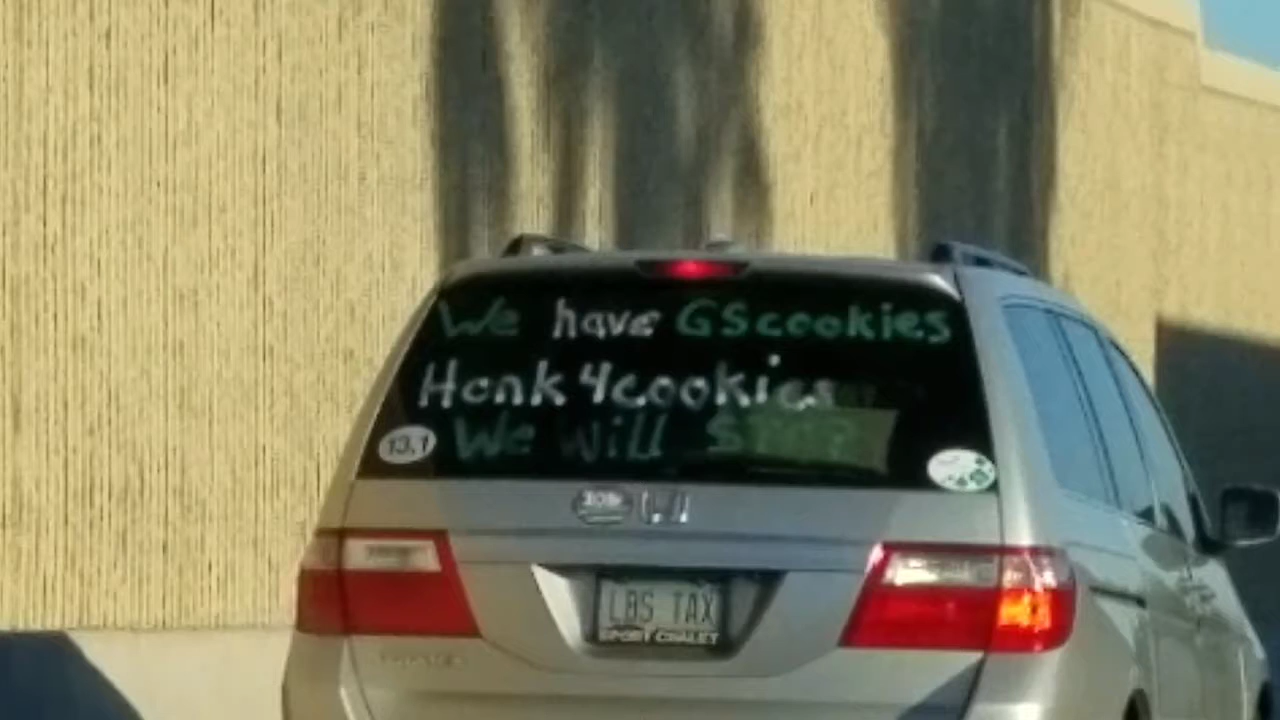 We have GScookies
Honk 4cookies
We Will
13.1
LBS TAX
SPORT CHALET